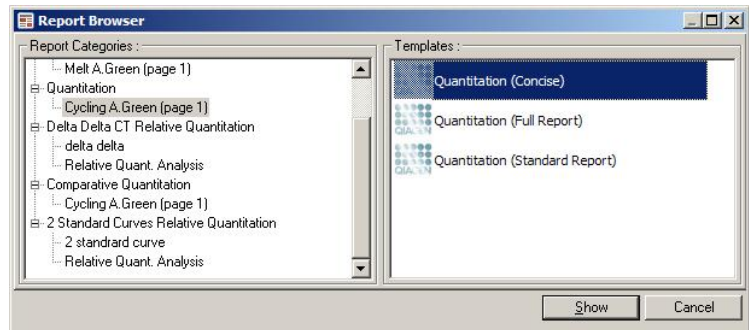 Report Browser
Report Categories :
Melt A.Green (page 1)
Quantitation
Cycling A.Green (page 1)
Delta Delta CT Relative Quantitation
delta delta
Relative Quant. Analysis
Comparative Quantitation
Cycling A.Green (page 1)
2 Standard Curves Relative Quantitation
2 standrard curve
Relative Quant. Analysis
Templates :
Quantitation (Concise)
QIAGEN
Quantitation (Full Report)
QIAGEN
Quantitation (Standard Report)
Show
Cancel